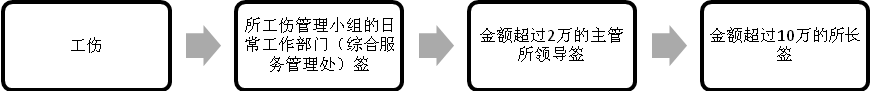 工伤
所工伤管理小组的日
常工作部门（综合服
务管理处）签
金额超过2万的主管
所领导签
金额超过10万的所长
签